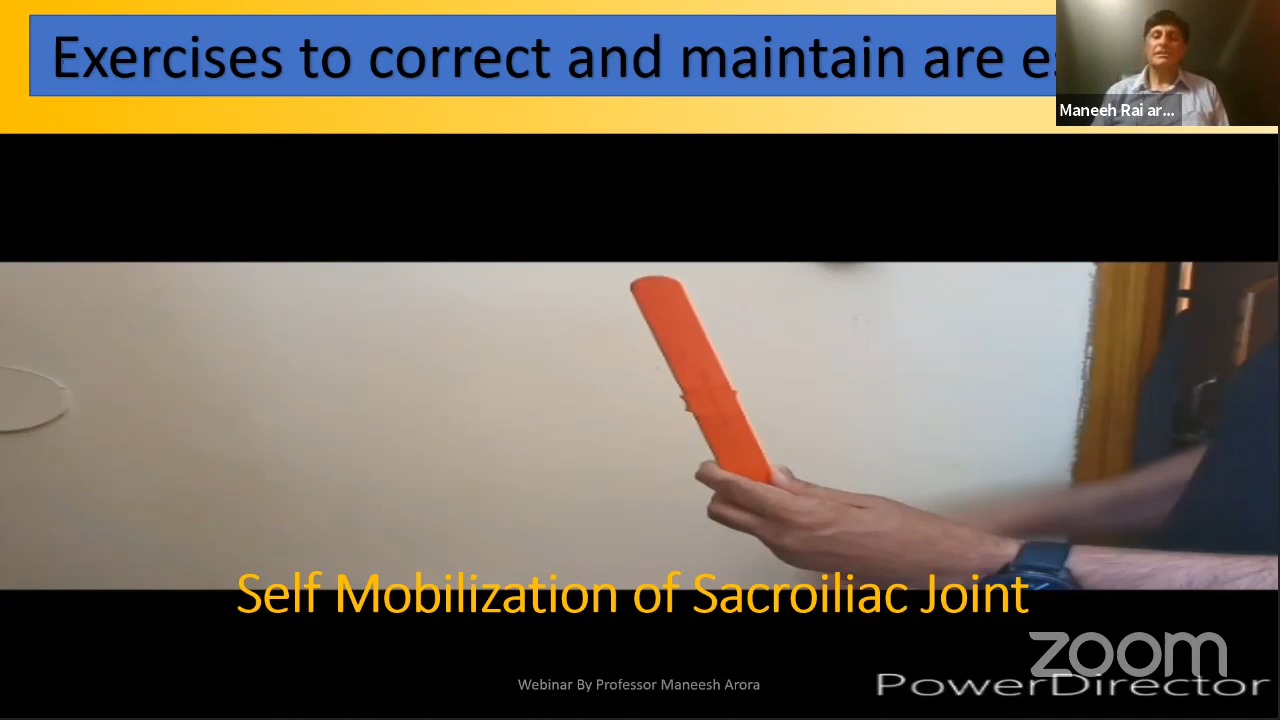 Exercises to correct and maintain are
Maneeh Rai ar...
Self Mobilization of Sacroiliac Joint
zoom
Webinar By Professor Maneesh Arora
PowerDirector